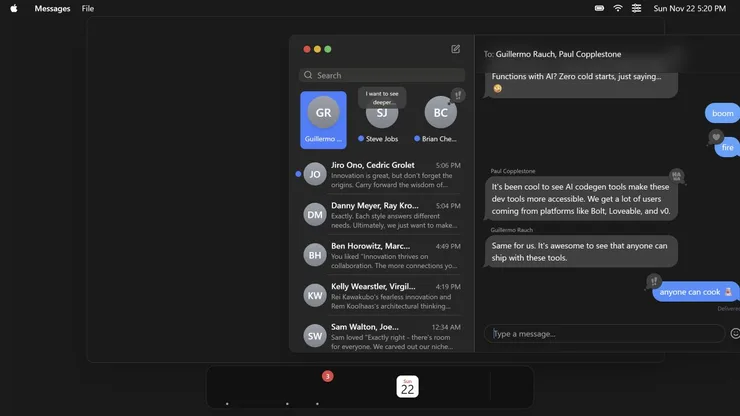 Messages File Sun Nov 22 5:20 PM
Search
GR
Guillermo ...
I want to see
deeper...
SJ
Steve Jobs
BC
Brian Che...
JO
Jiro Ono, Cedric Grolet 5:06 PM
Innovation is great, but don't forget the
origins. Carry forward the wisdom of...
DM
Danny Meyer, Ray Kro... 5:04 PM
Exactly. Each style answers different
needs. Ultimately, we just want to make...
BH
Ben Horowitz, Marc... 4:49 PM
You liked "Innovation thrives on
collaboration. The more connections yo...
KW
Kelly Wearstler, Virgil... 4:19 PM
Rei Kawakubo's fearless innovation and
Rem Koolhaas's architectural thinking...
SW
Sam Walton, Joe... 12:34 AM
Sam loved "Exactly right - there's room
for everyone. We carved out our niche...
To: Guillermo Rauch, Paul Copplestone
Functions with AI? Zero cold starts, just saying...
boom
fire
Paul Copplestone
It's been cool to see AI codegen tools make these
dev tools more accessible. We get a lot of users
coming from platforms like Bolt, Loveable, and v0.
Guillermo Rauch
Same for us. It's awesome to see that anyone can
ship with these tools.
anyone can cook
Type a message...
3
Sun
22